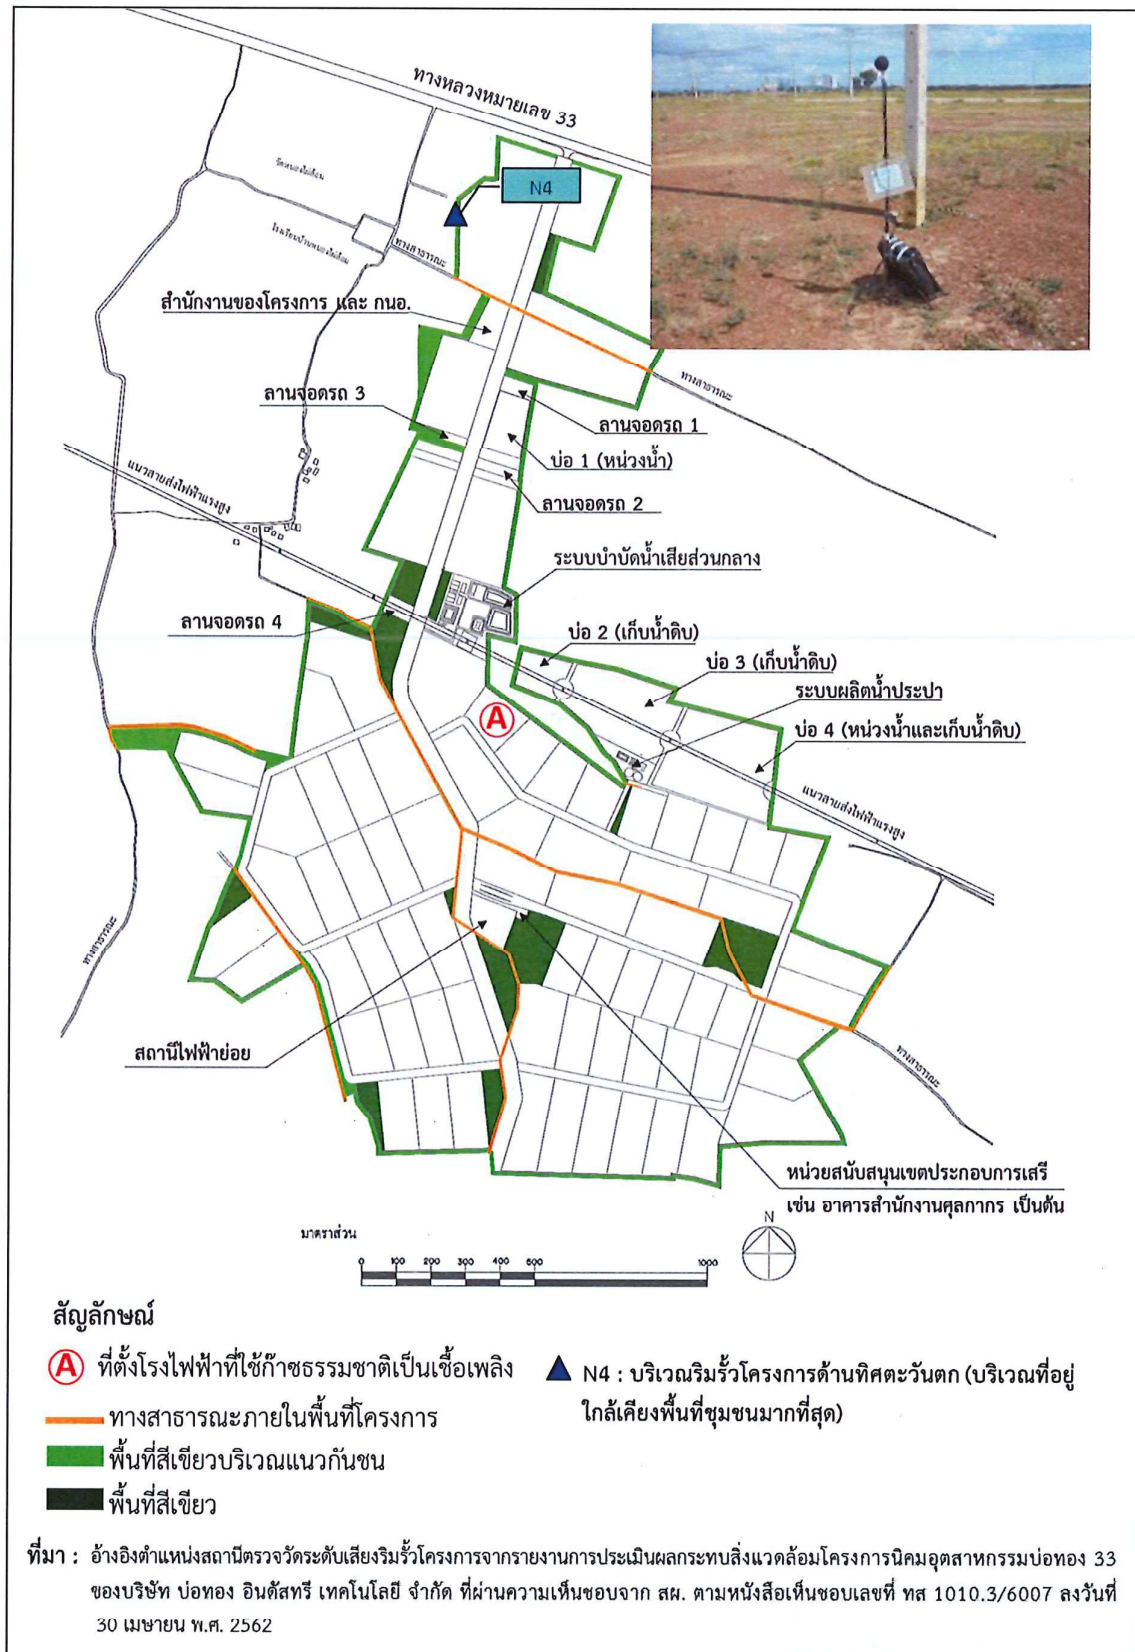 ทางหลวงหมายเลข 33
N4
วัดหนองไผ่ล้อม
โรงเรียนบ้านหนองไผ่ล้อม
ทางสาธารณะ
สำนักงานของโครงการ และ กนอ.
ทางสาธารณะ
ลานจอดรถ 3
ลานจอดรถ 1
บ่อ 1 (หน่วงน้ำ)
แนวสายส่งไฟฟ้าแรงสูง
ลานจอดรถ 2
ระบบบำบัดน้ำเสียส่วนกลาง
ลานจอดรถ 4
บ่อ 2 (เก็บน้ำดิบ)
บ่อ 3 (เก็บน้ำดิบ)
ระบบผลิตน้ำประปา
A
บ่อ 4 (หน่วงน้ำและเก็บน้ำดิบ)
แนวสายส่งไฟฟ้าแรงสูง
ทางสาธารณะ
สถานีไฟฟ้าย่อย
ทางสาธารณะ
หน่วยสนับสนุนเขตประกอบการเสรี
เช่น อาคารสำนักงานศุลกากร เป็นต้น
N
มาตราส่วน
0 100 200 300 400 500 1000
สัญลักษณ์
A ที่ตั้งโรงไฟฟ้าที่ใช้ก๊าซธรรมชาติเป็นเชื้อเพลิง
N4 : บริเวณริมรั้วโครงการด้านทิศตะวันตก (บริเวณที่อยู่
ใกล้เคียงพื้นที่ชุมชนมากที่สุด)
ทางสาธารณะภายในพื้นที่โครงการ
พื้นที่สีเขียวบริเวณแนวกันชน
พื้นที่สีเขียว
ที่มา : อ้างอิงตำแหน่งสถานีตรวจวัดระดับเสียงริมรั้วโครงการจากรายงานการประเมินผลกระทบสิ่งแวดล้อมโครงการนิคมอุตสาหกรรมบ่อทอง 33
ของบริษัท บ่อทอง อินดัสทรี เทคโนโลยี จำกัด ที่ผ่านความเห็นชอบจาก สผ. ตามหนังสือเห็นชอบเลขที่ ทส 1010.3/6007 ลงวันที่
30 เมษายน พ.ศ. 2562